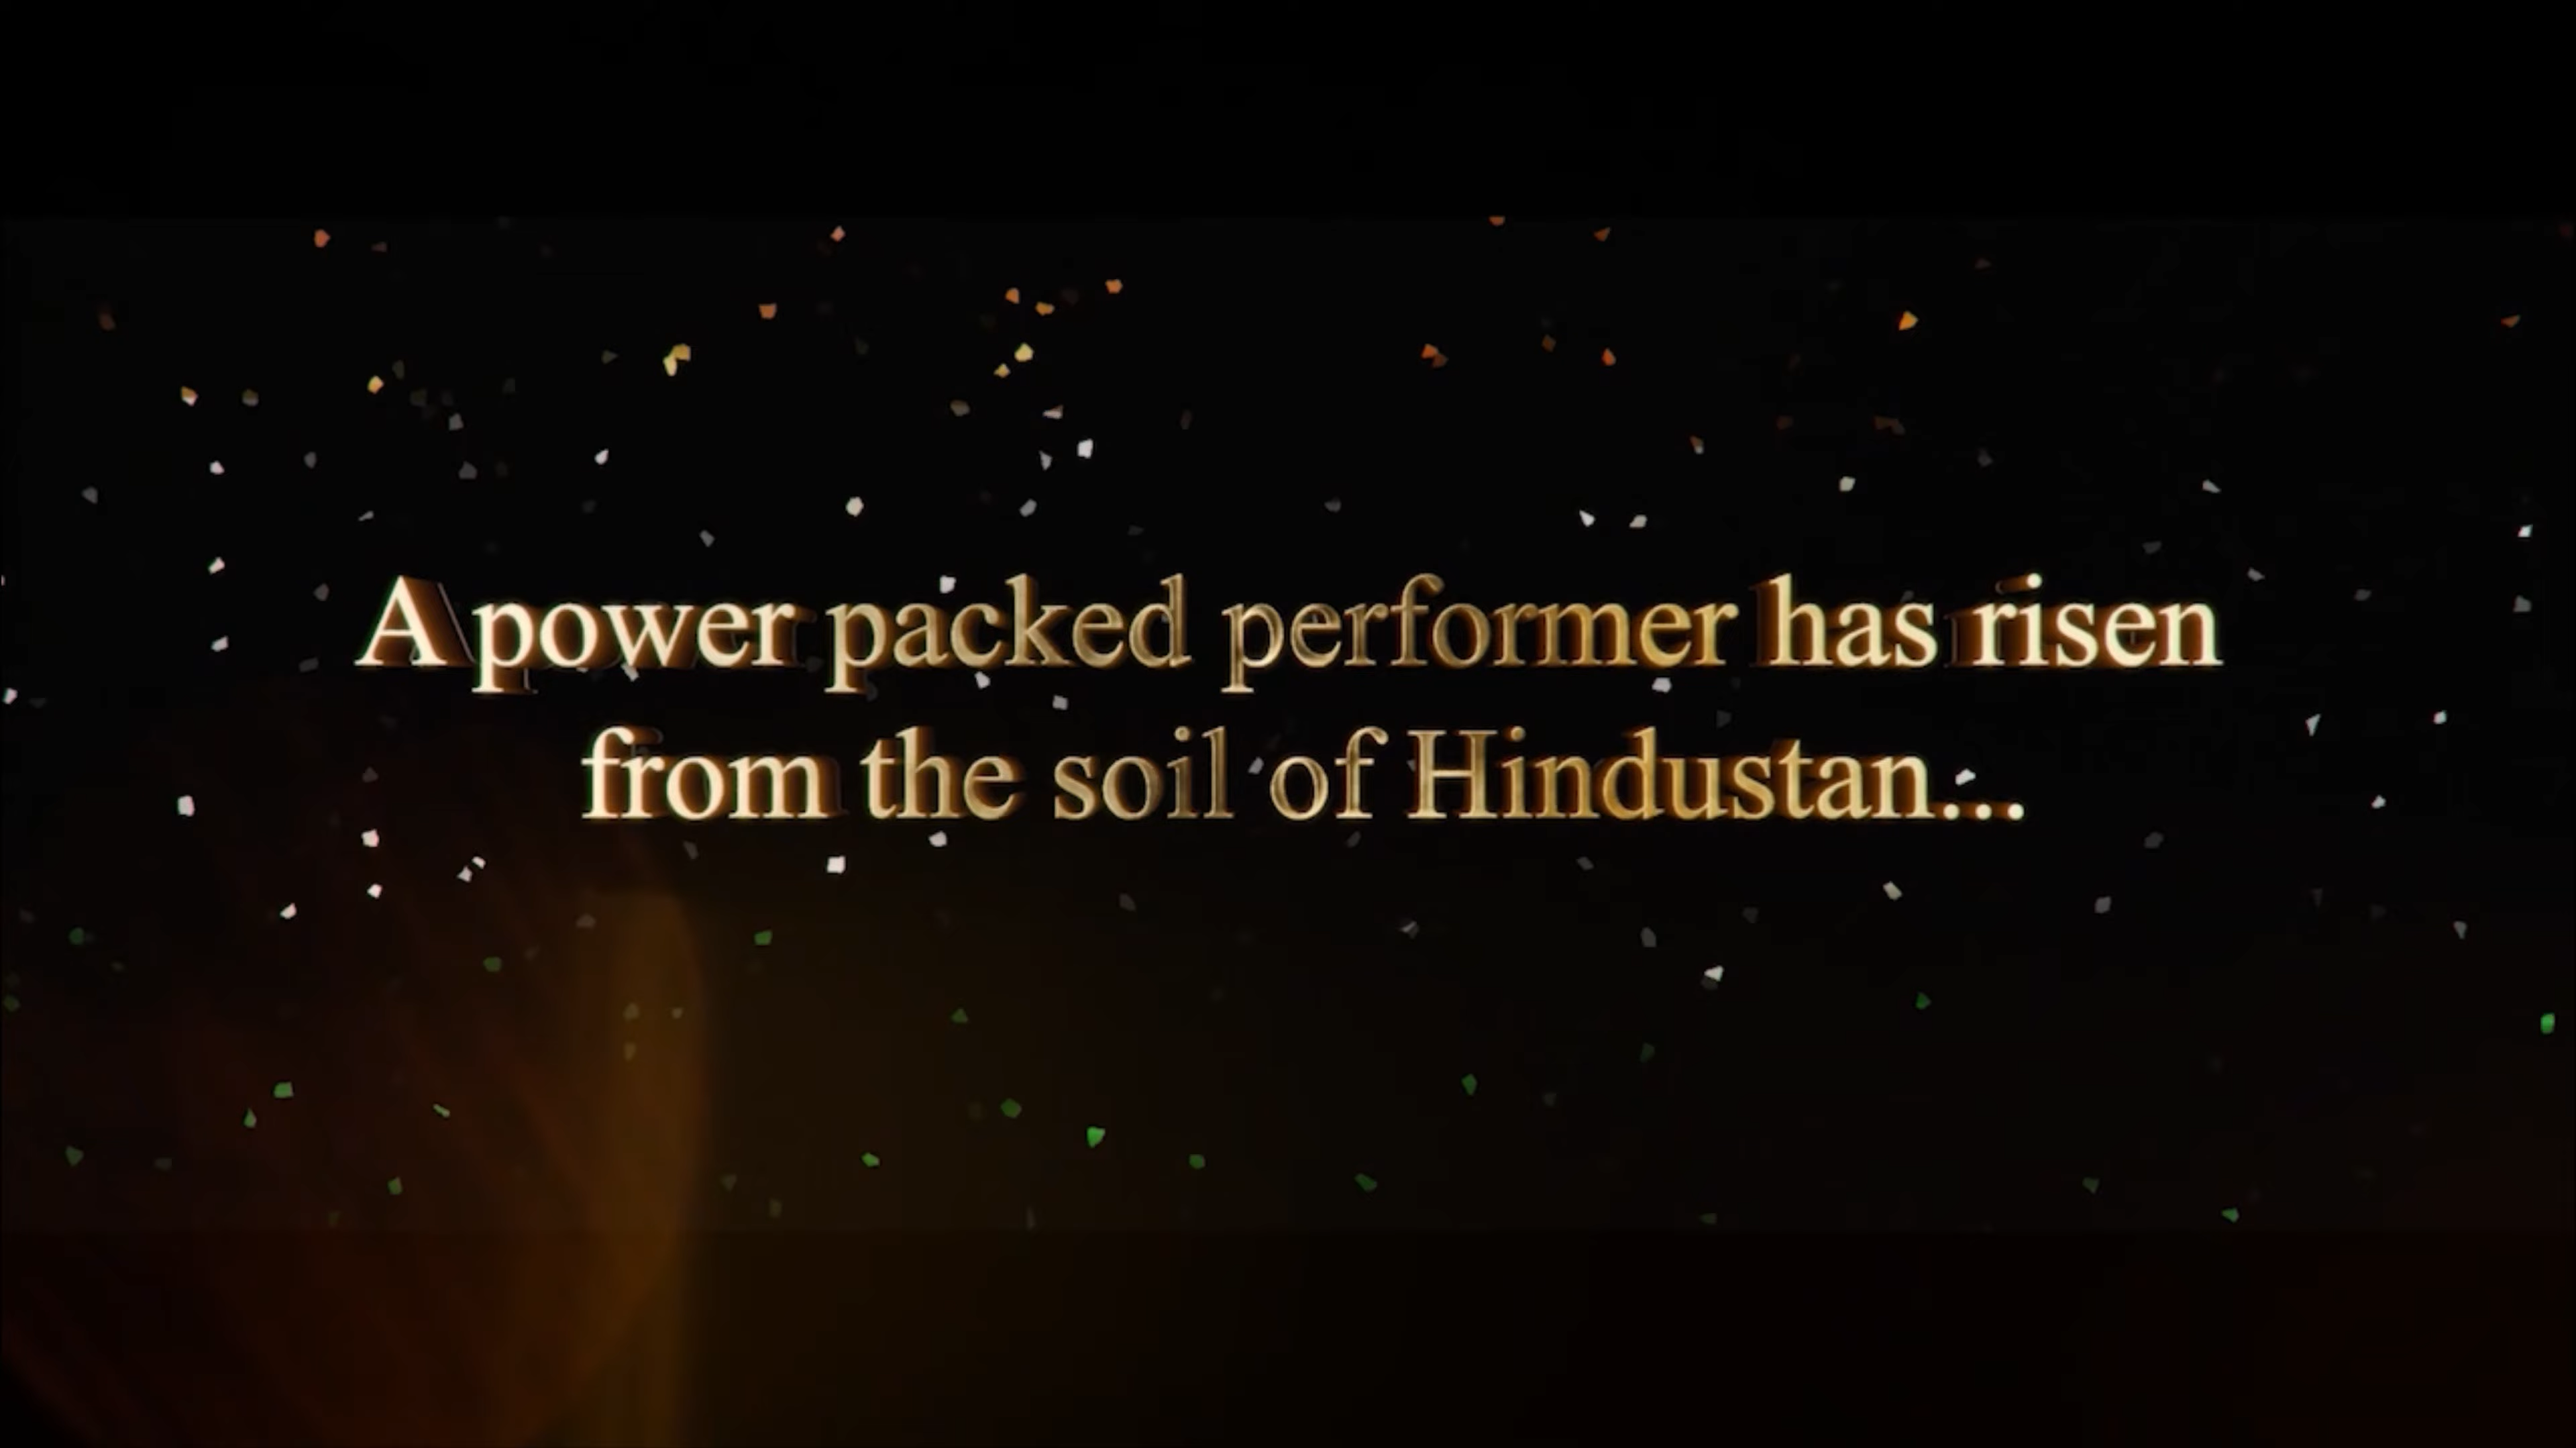 A power packed performer has risen
from the soil of Hindustan...